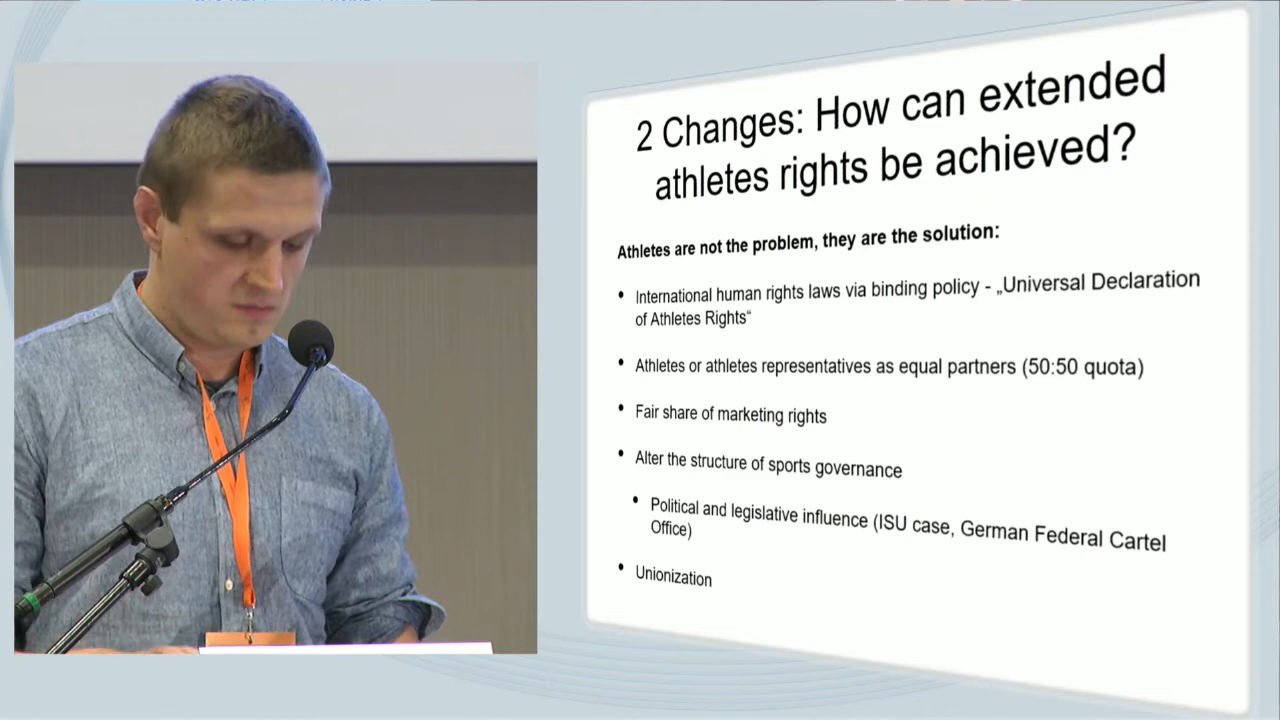 2 Changes: How can extended
athletes rights be achieved?
Athletes are not the problem, they are the solution:
• International human rights laws via binding policy - „Universal Declaration
of Athletes Rights“
• Athletes or athletes representatives as equal partners (50:50 quota)
• Fair share of marketing rights
• Alter the structure of sports governance
• Political and legislative influence (ISU case, German Federal Cartel
Office)
• Unionization